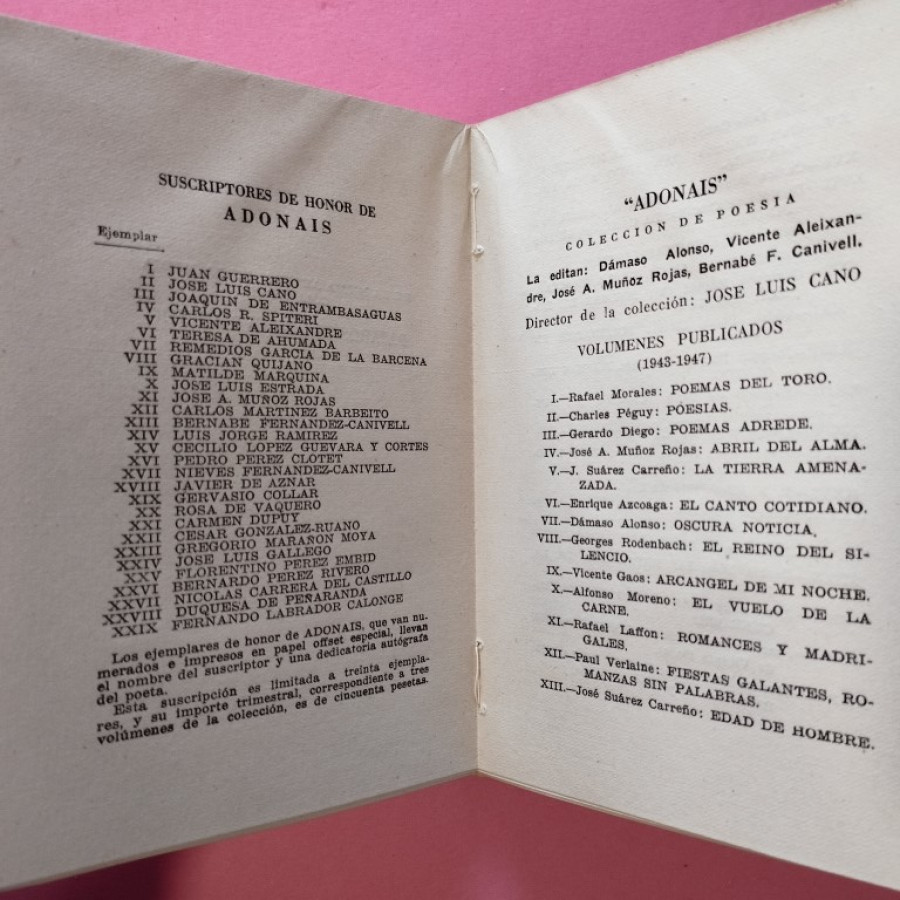 SUSCRIPTORES DE HONOR DE
ADONAIS
Ejemplar
I JUAN GUERRERO
II JOSE LUIS CANO
III JOAQUIN DE ENTRAMBASAGUAS
IV CARLOS R. SPITERI
V VICENTE ALEIXANDRE
VI TERESA DE AHUMADA
VII REMEDIOS GARCIA DE LA BARCENA
VIII GRACIAN QUIJANO
IX MATILDE MARQUINA
X JOSE LUIS ESTRADA
XI JOSE A. MUÑOZ ROJAS
XII CARLOS MARTINEZ BARBEITO
XIII BERNABE FERNANDEZ-CANIVELL
XIV LUIS JORGE RAMIREZ
XV CECILIO LOPEZ GUEVARA Y CORTES
XVI PEDRO PEREZ CLOTET
XVII NIEVES FERNANDEZ-CANIVELL
XVIII JAVIER DE AZNAR
XIX GERVASIO COLLAR
XX ROSA DE VAQUERO
XXI CARMEN DUPUY
XXII CESAR GONZALEZ-RUANO
XXIII GREGORIO MARAÑON MOYA
XXIV JOSE LUIS GALLEGO
XXV FLORENTINO PEREZ EMBID
XXVI BERNARDO PEREZ RIVERO
XXVII NICOLAS CARRERA DEL CASTILLO
XXVIII DUQUESA DE PEÑARANDA
XXIX FERNANDO LABRADOR CALONGE
Los ejemplares de honor de ADONAIS, que van nu-
merados e impresos en papel offset especial, llevan
el nombre del suscriptor y una dedicatoria autógrafa
del poeta.
Esta suscripción es limitada a treinta ejempla-
res, y su importe trimestral, correspondiente a tres
volúmenes de la colección, es de cincuenta pesetas.
“ADONAIS”
COLECCION DE POESIA
La editan: Dámaso Alonso, Vicente Aleixan-
dre, José A. Muñoz Rojas, Bernabé F. Canivell.
Director de la colección: JOSE LUIS CANO
VOLUMENES PUBLICADOS
(1943-1947)
I.—Rafael Morales: POEMAS DEL TORO.
II.—Charles Péguy: POESIAS.
III.—Gerardo Diego: POEMAS ADREDE.
IV.—José A. Muñoz Rojas: ABRIL DEL ALMA.
V.—J. Suárez Carreño: LA TIERRA AMENA-
ZADA.
VI.—Enrique Azcoaga: EL CANTO COTIDIANO.
VII.—Dámaso Alonso: OSCURA NOTICIA.
VIII.—Georges Rodenbach: EL REINO DEL SI-
LENCIO.
IX.—Vicente Gaos: ARCANGEL DE MI NOCHE.
X.—Alfonso Moreno: EL VUELO DE LA
CARNE.
XI.—Rafael Laffon: ROMANCES Y MADRI-
GALES.
XII.—Paul Verlaine: FIESTAS GALANTES, RO-
MANZAS SIN PALABRAS.
XIII.—José Suárez Carreño: EDAD DE HOMBRE.